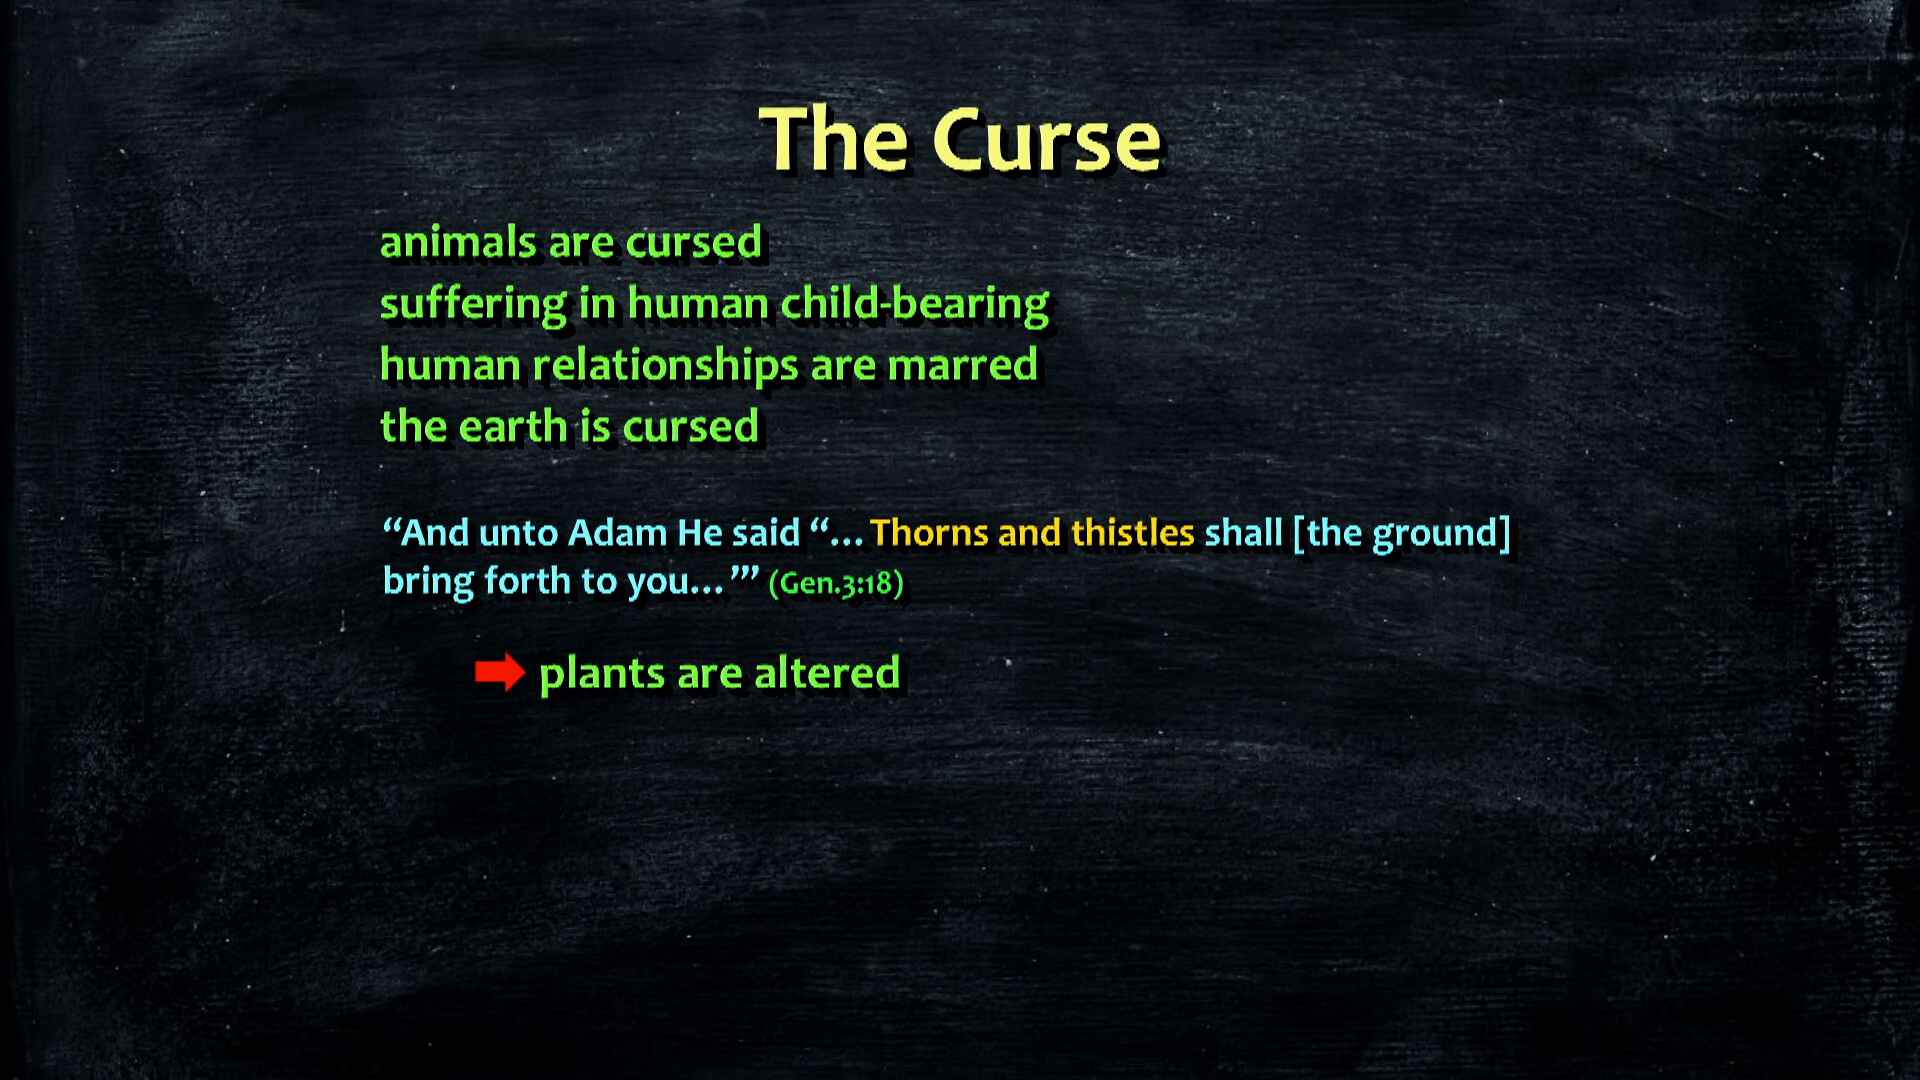 The Curse
animals are cursed
suffering in human child-bearing
human relationships are marred
the earth is cursed
“And unto Adam He said “…Thorns and thistles shall [the ground]
bring forth to you…’” (Gen.3:18)
plants are altered